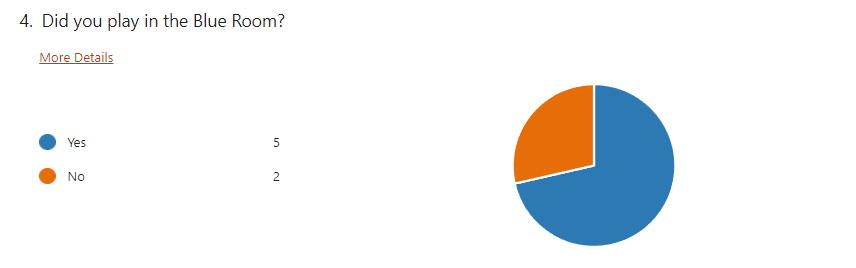 4. Did you play in the Blue Room?
More Details
Yes 5
No 2